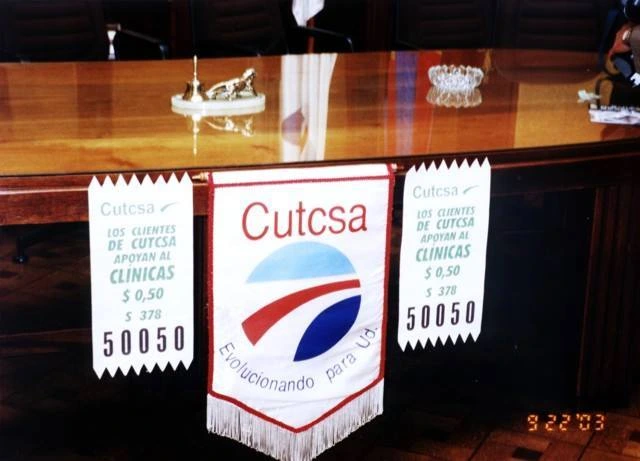 Cutcsa
LOS CLIENTES
DE CUTCSA
APOYAN AL
CLINICAS
$ 0,50
S 378
50050
Cutcsa
Evolucionando para Ud.
Cutcsa
LOS CLIENTES
DE CUTCSA
APOYAN AL
CLINICAS
$ 0,50
S 378
50050
9 22 '03